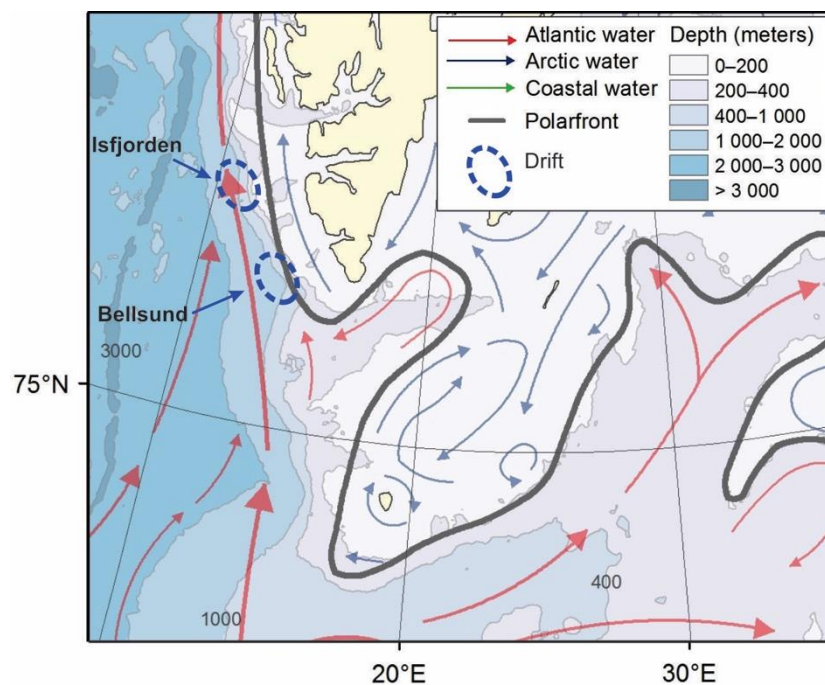 Atlantic water
Arctic water
Coastal water
Polarfront
Drift
Depth (meters)
0–200
200–400
400–1 000
1 000–2 000
2 000–3 000
> 3 000
Isfjorden
Bellsund
3000
75°N
1000
400
20°E
30°E